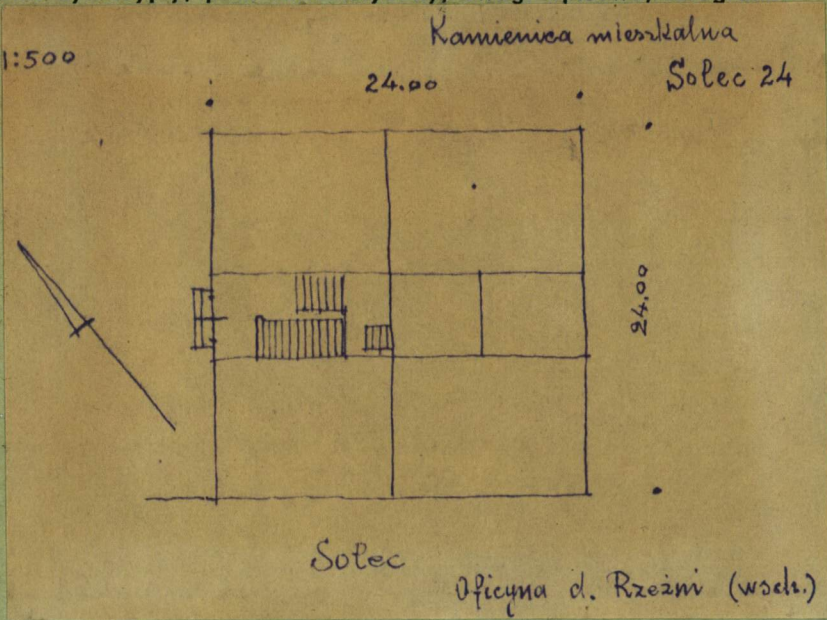 Kamienica mieszkalna
1:500
24.00
Solec 24
24.00
Solec
Oficyna d. Rzeźni (wsch.)